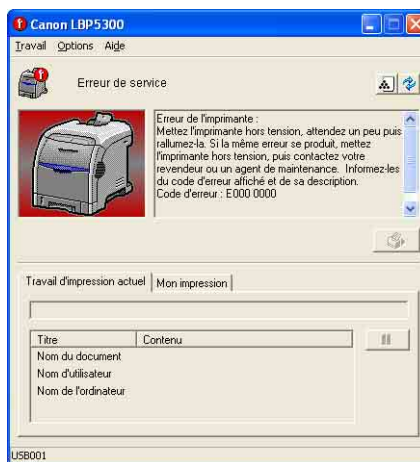 Canon LBP5300
Travail Options Aide
Erreur de service
Erreur de l'imprimante :
Mettez l'imprimante hors tension, attendez un peu puis
rallumez-la. Si la même erreur se produit, mettez
l'imprimante hors tension, puis contactez votre
revendeur ou un agent de maintenance. Informez-les
du code d'erreur affiché et de sa description.
Code d'erreur : E000 0000
Travail d'impression actuel Mon impression
Titre Contenu
Nom du document
Nom d'utilisateur
Nom de l'ordinateur
USB001